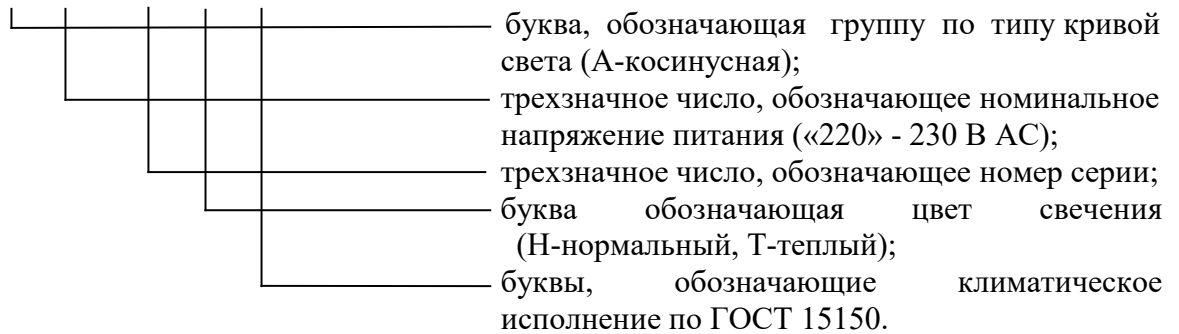 буква, обозначающая группу по типу кривой
света (А-косинусная);
трехзначное число, обозначающее номинальное
напряжение питания («220» - 230 В АС);
трехзначное число, обозначающее номер серии;
буква обозначающая цвет свечения
(Н-нормальный, Т-теплый);
буквы, обозначающие климатическое
исполнение по ГОСТ 15150.